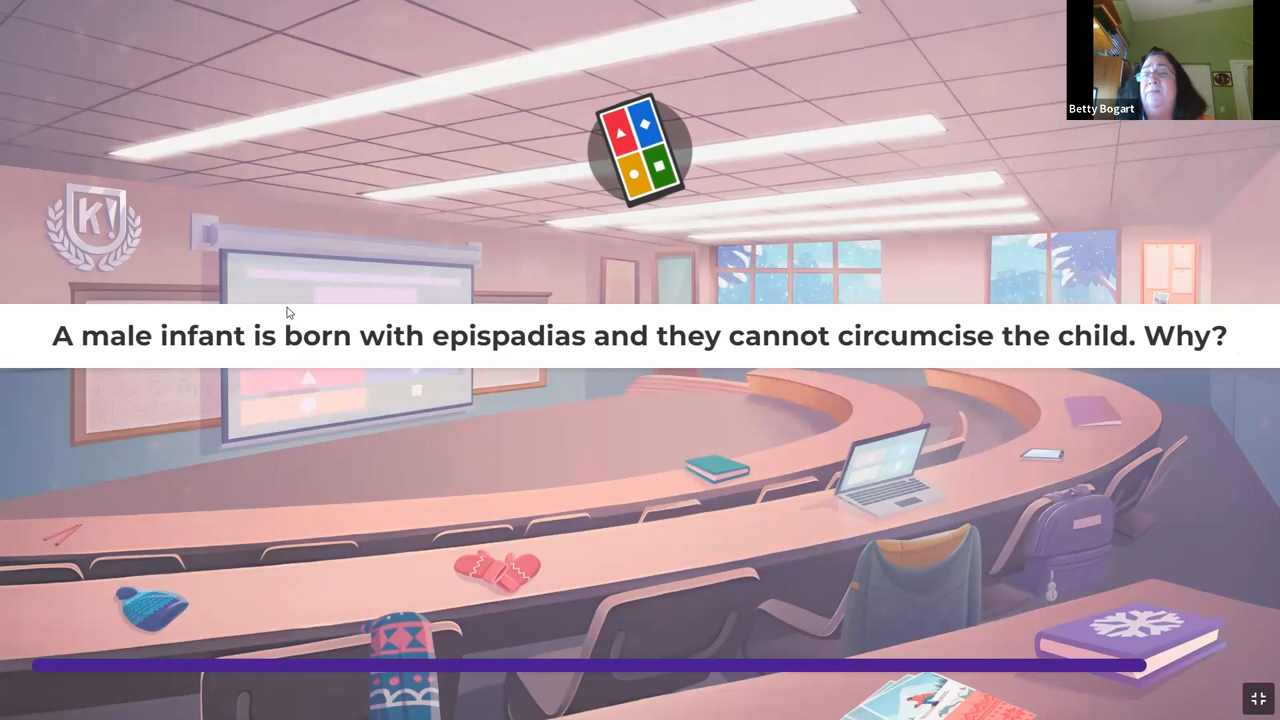 Betty Bogart
K!
A male infant is born with epispadias and they cannot circumcise the child. Why?